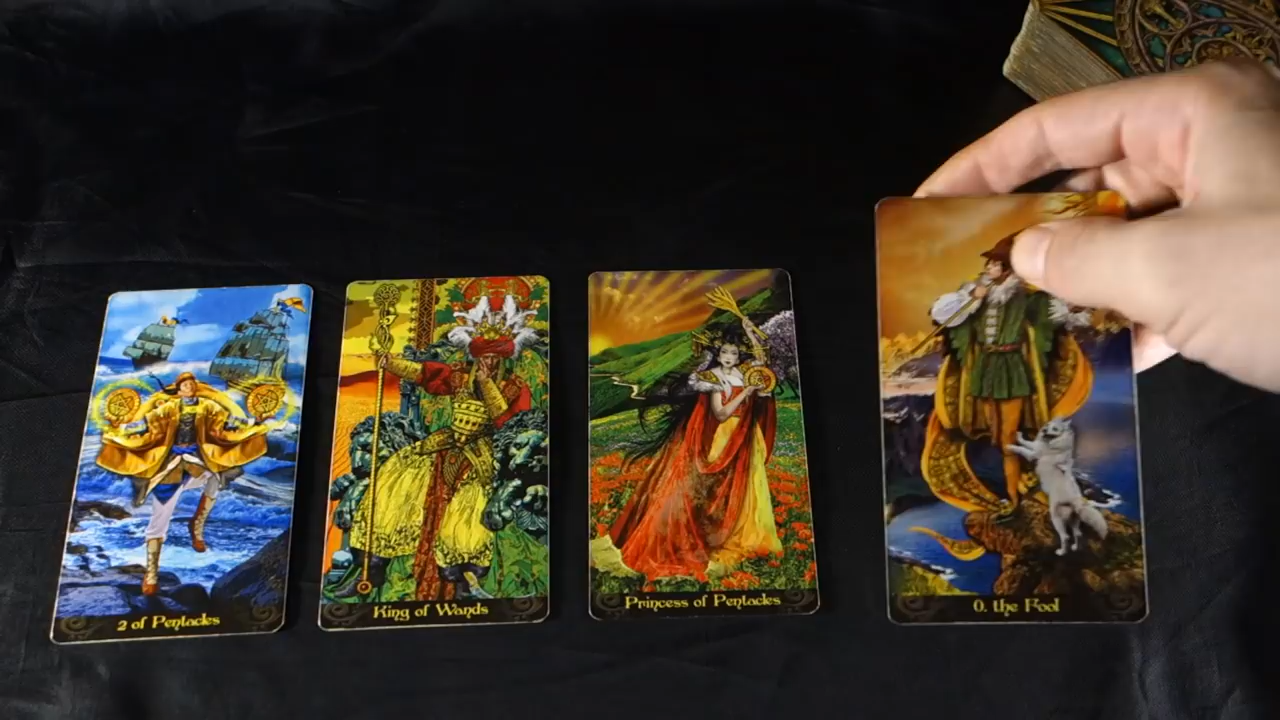 2 of Pentacles
King of Wands
Princess of Pentacles
0. the Fool